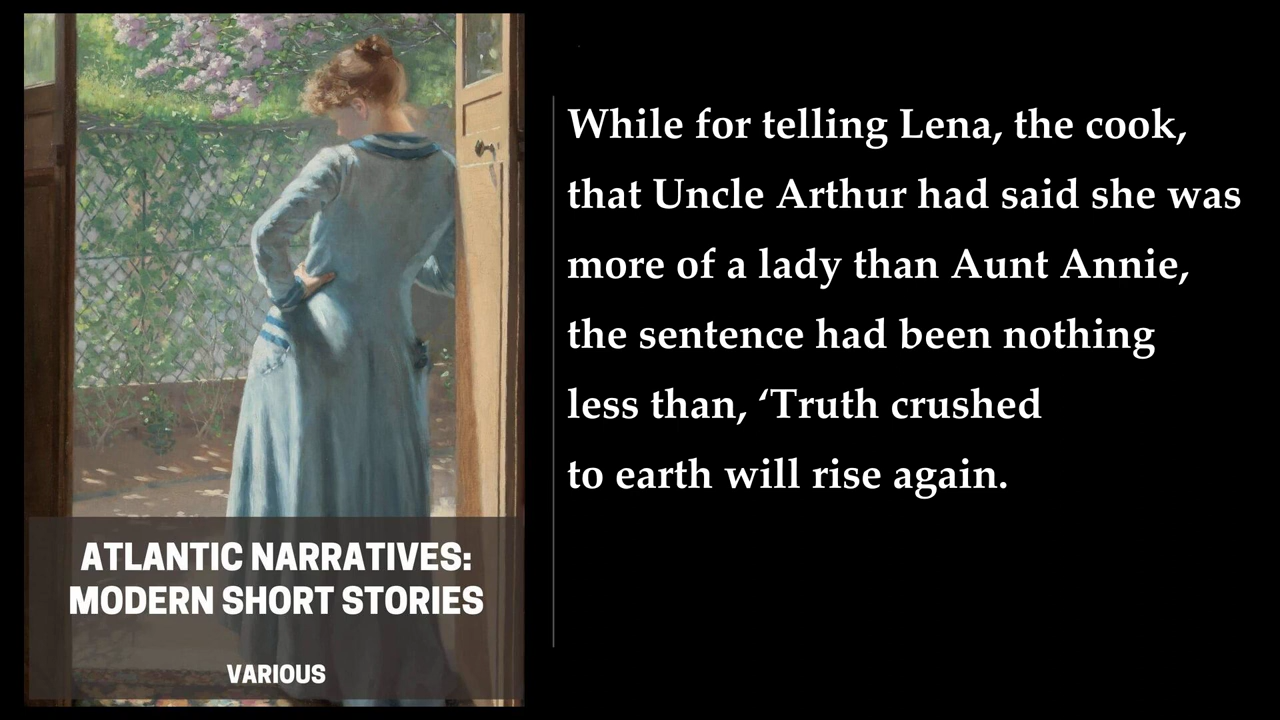 While for telling Lena, the cook,
that Uncle Arthur had said she was
more of a lady than Aunt Annie,
the sentence had been nothing
less than, ‘Truth crushed
to earth will rise again.
ATLANTIC NARRATIVES:
MODERN SHORT STORIES
VARIOUS